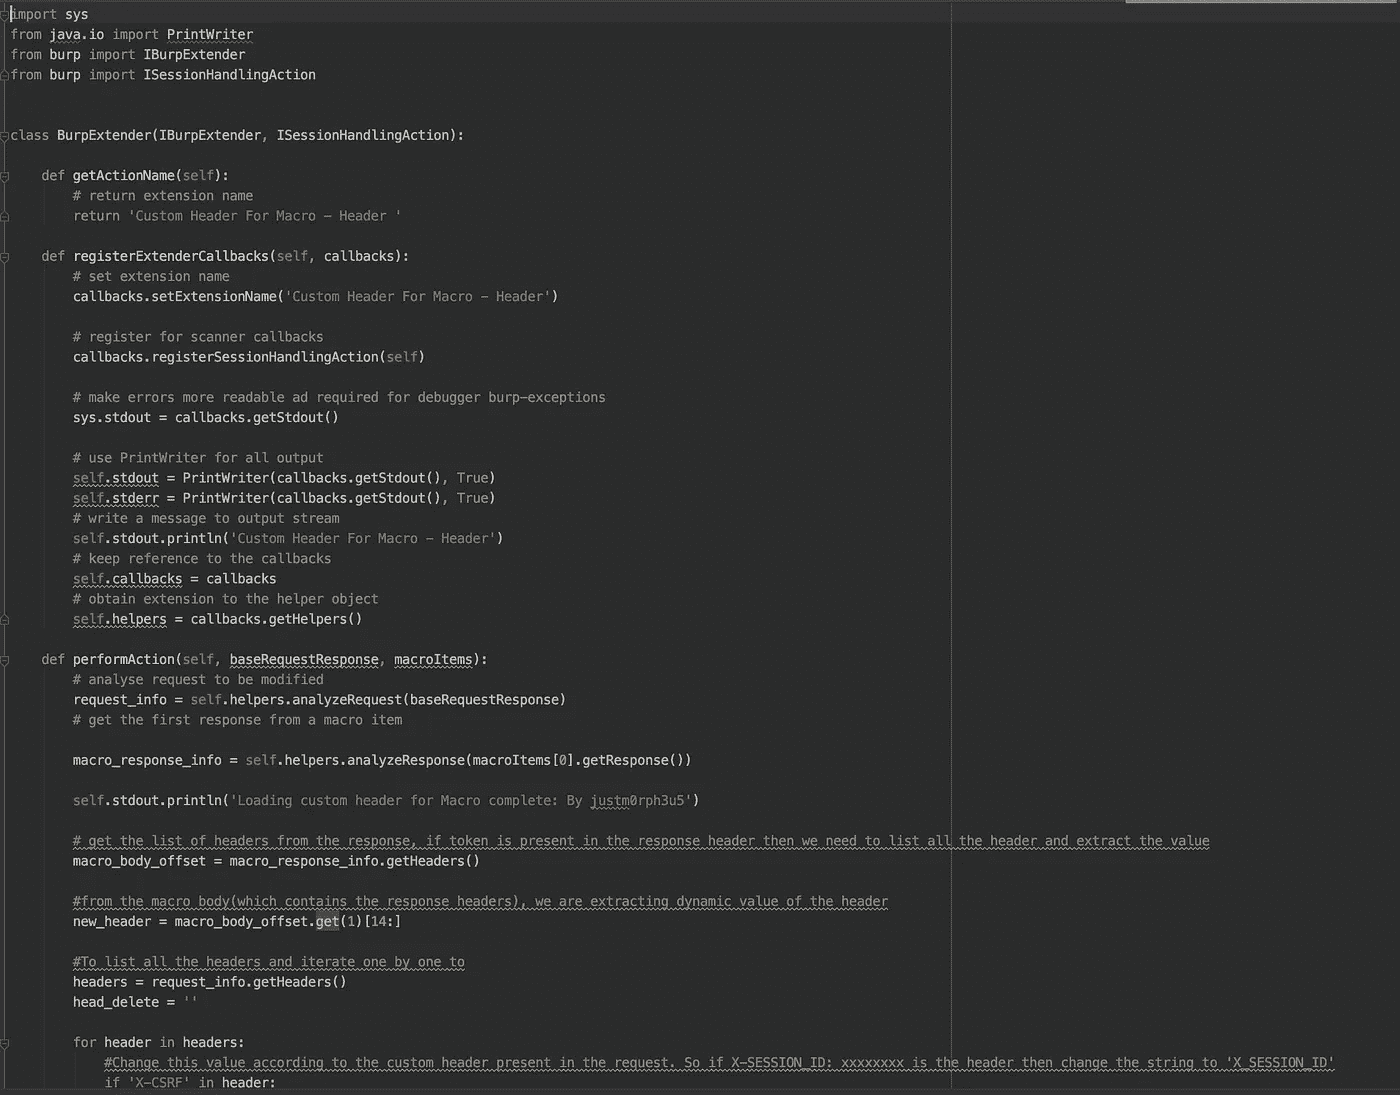 import sys
from java.io import PrintWriter
from burp import IBurpExtender
from burp import ISessionHandlingAction
class BurpExtender(IBurpExtender, ISessionHandlingAction):
def getActionName(self):
# return extension name
return 'Custom Header For Macro – Header '
def registerExtenderCallbacks(self, callbacks):
# set extension name
callbacks.setExtensionName('Custom Header For Macro – Header')
# register for scanner callbacks
callbacks.registerSessionHandlingAction(self)
# make errors more readable ad required for debugger burp-exceptions
sys.stdout = callbacks.getStdout()
# use PrintWriter for all output
self.stdout = PrintWriter(callbacks.getStdout(), True)
self.stderr = PrintWriter(callbacks.getStdout(), True)
# write a message to output stream
self.stdout.println('Custom Header For Macro – Header')
# keep reference to the callbacks
self.callbacks = callbacks
# obtain extension to the helper object
self.helpers = callbacks.getHelpers()
def performAction(self, baseRequestResponse, macroItems):
# analyse request to be modified
request_info = self.helpers.analyzeRequest(baseRequestResponse)
# get the first response from a macro item
macro_response_info = self.helpers.analyzeResponse(macroItems[0].getResponse())
self.stdout.println('Loading custom header for Macro complete: By justm0rph3u5')
# get the list of headers from the response, if token is present in the response header then we need to list all the header and extract the value
macro_body_offset = macro_response_info.getHeaders()
#from the macro body(which contains the response headers), we are extracting dynamic value of the header
new_header = macro_body_offset.get(1)[14:]
#To list all the headers and iterate one by one to
headers = request_info.getHeaders()
head_delete = ''
for header in headers:
#Change this value according to the custom header present in the request. So if X-SESSION_ID: xxxxxxxx is the header then change the string to 'X_SESSION_ID'
if 'X-CSRF' in header: